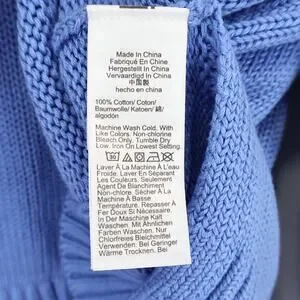 Made In China
Fabriqué En Chine
Hergestellt In China
Vervaardigd In China
中国製
hecho en china
100% Cotton/ Coton/
Baumwolle/ Katoen/ 綿/
algodón
Machine Wash Cold, With
Like Colors, Non-chlorine
Bleach Only, Tumble Dry
Low. Iron On Lowest Setting.
Laver À La Machine À L'eau
Froide, Laver En Séparant
Les Couleurs, Seulement
Agent De Blanchiment
Non-chlore, Sécher À La
Machine À Basse
Température. Repasser À
Fer Doux Si Nécessaire.
In Der Maschine Kalt
Waschen, Mit Ähnlichen
Farben Waschen, Nur
Chlorfreies Bleichmittel
Verwenden, Bei Geringer
Wärme Trocknen, Bei